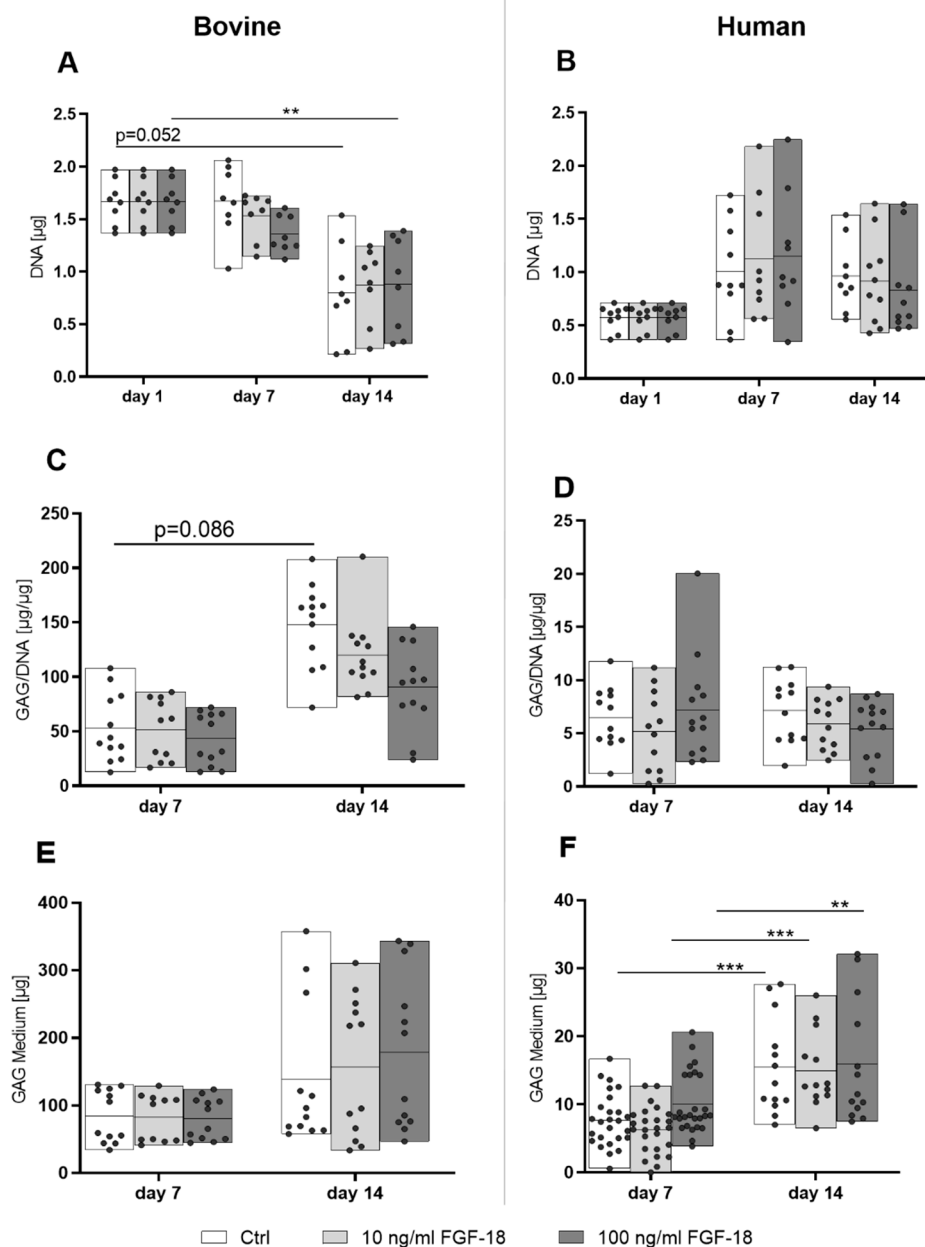 Bovine
Human
A
DNA [µg]
2.5
2.0
1.5
1.0
0.5
0.0
**
p=0.052
day 1
day 7
day 14
B
DNA [µg]
2.5
2.0
1.5
1.0
0.5
0.0
day 1
day 7
day 14
C
GAG/DNA [µg/µg]
250
200
150
100
50
0
p=0.086
day 7
day 14
D
GAG/DNA [µg/µg]
25
20
15
10
5
0
day 7
day 14
E
GAG Medium [µg]
400
300
200
100
0
day 7
day 14
F
GAG Medium [µg]
40
30
20
10
0
**
***
***
day 7
day 14
Ctrl
10 ng/ml FGF-18
100 ng/ml FGF-18